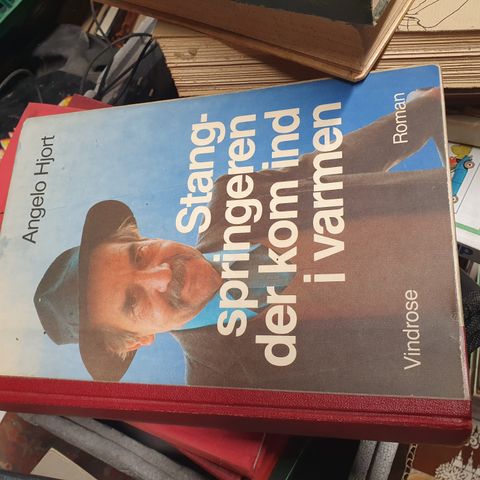 Angelo Hjort
Stang-
springeren
der kom ind
i varmen
Roman
Vindrose